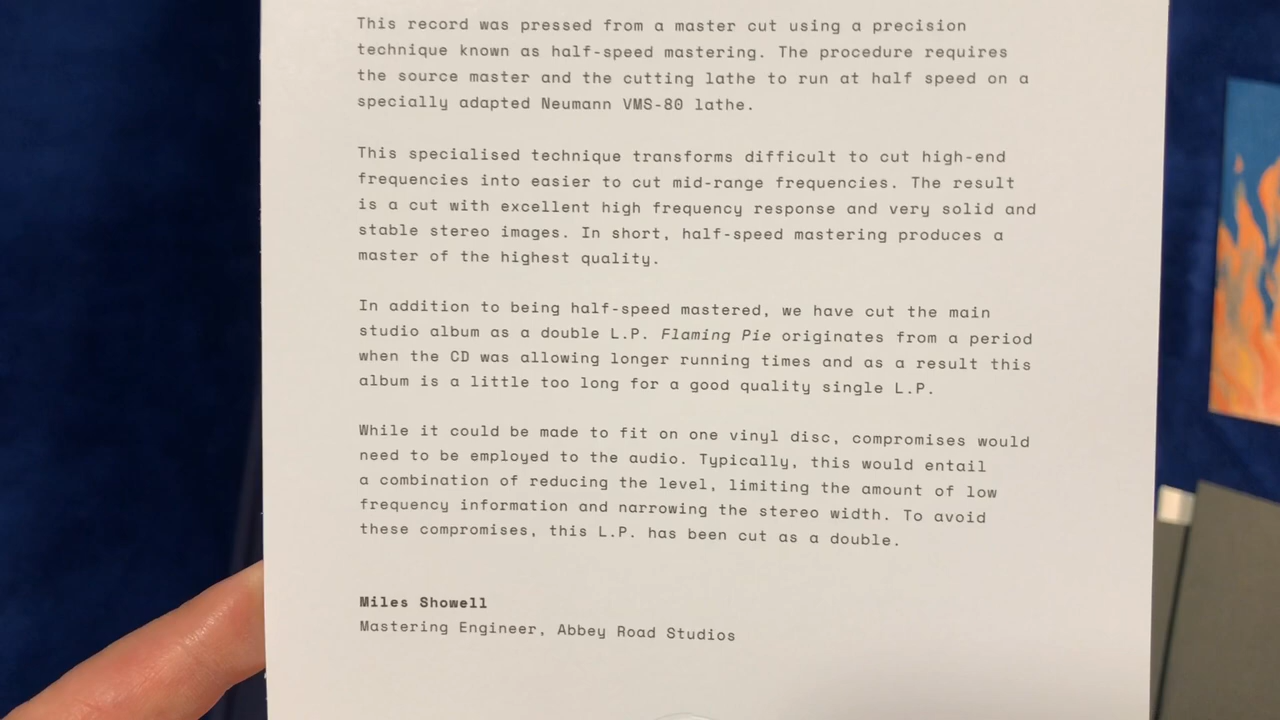 This record was pressed from a master cut using a precision
technique known as half-speed mastering. The procedure requires
the source master and the cutting lathe to run at half speed on a
specially adapted Neumann VMS-80 lathe.
This specialised technique transforms difficult to cut high-end
frequencies into easier to cut mid-range frequencies. The result
is a cut with excellent high frequency response and very solid and
stable stereo images. In short, half-speed mastering produces a
master of the highest quality.
In addition to being half-speed mastered, we have cut the main
studio album as a double L.P. Flaming Pie originates from a period
when the CD was allowing longer running times and as a result this
album is a little too long for a good quality single L.P.
While it could be made to fit on one vinyl disc, compromises would
need to be employed to the audio. Typically, this would entail
a combination of reducing the level, limiting the amount of low
frequency information and narrowing the stereo width. To avoid
these compromises, this L.P. has been cut as a double.
Miles Showell
Mastering Engineer, Abbey Road Studios